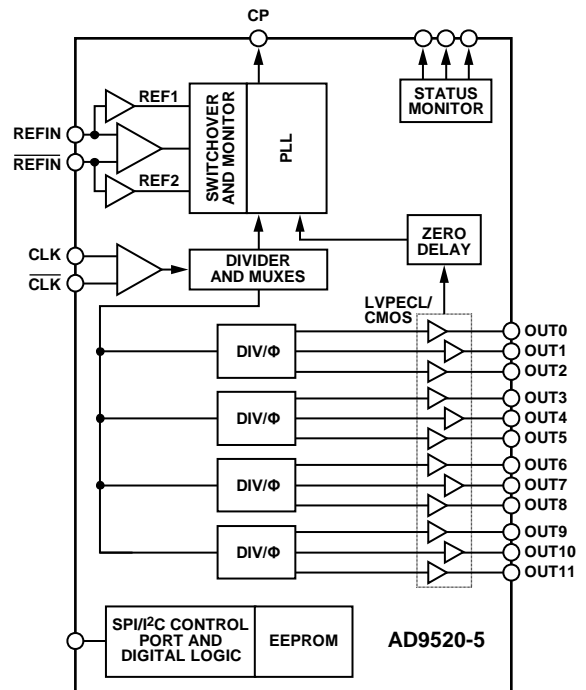 CP
STATUS
MONITOR
REF1
REFIN
REFIN
REF2
SWITCHOVER
AND MONITOR
PLL
CLK
CLK
DIVIDER
AND MUXES
ZERO
DELAY
LVPECL/
CMOS
DIV/Φ
OUT0
OUT1
OUT2
DIV/Φ
OUT3
OUT4
OUT5
DIV/Φ
OUT6
OUT7
OUT8
DIV/Φ
OUT9
OUT10
OUT11
SPI/I²C CONTROL
PORT AND
DIGITAL LOGIC
EEPROM
AD9520-5